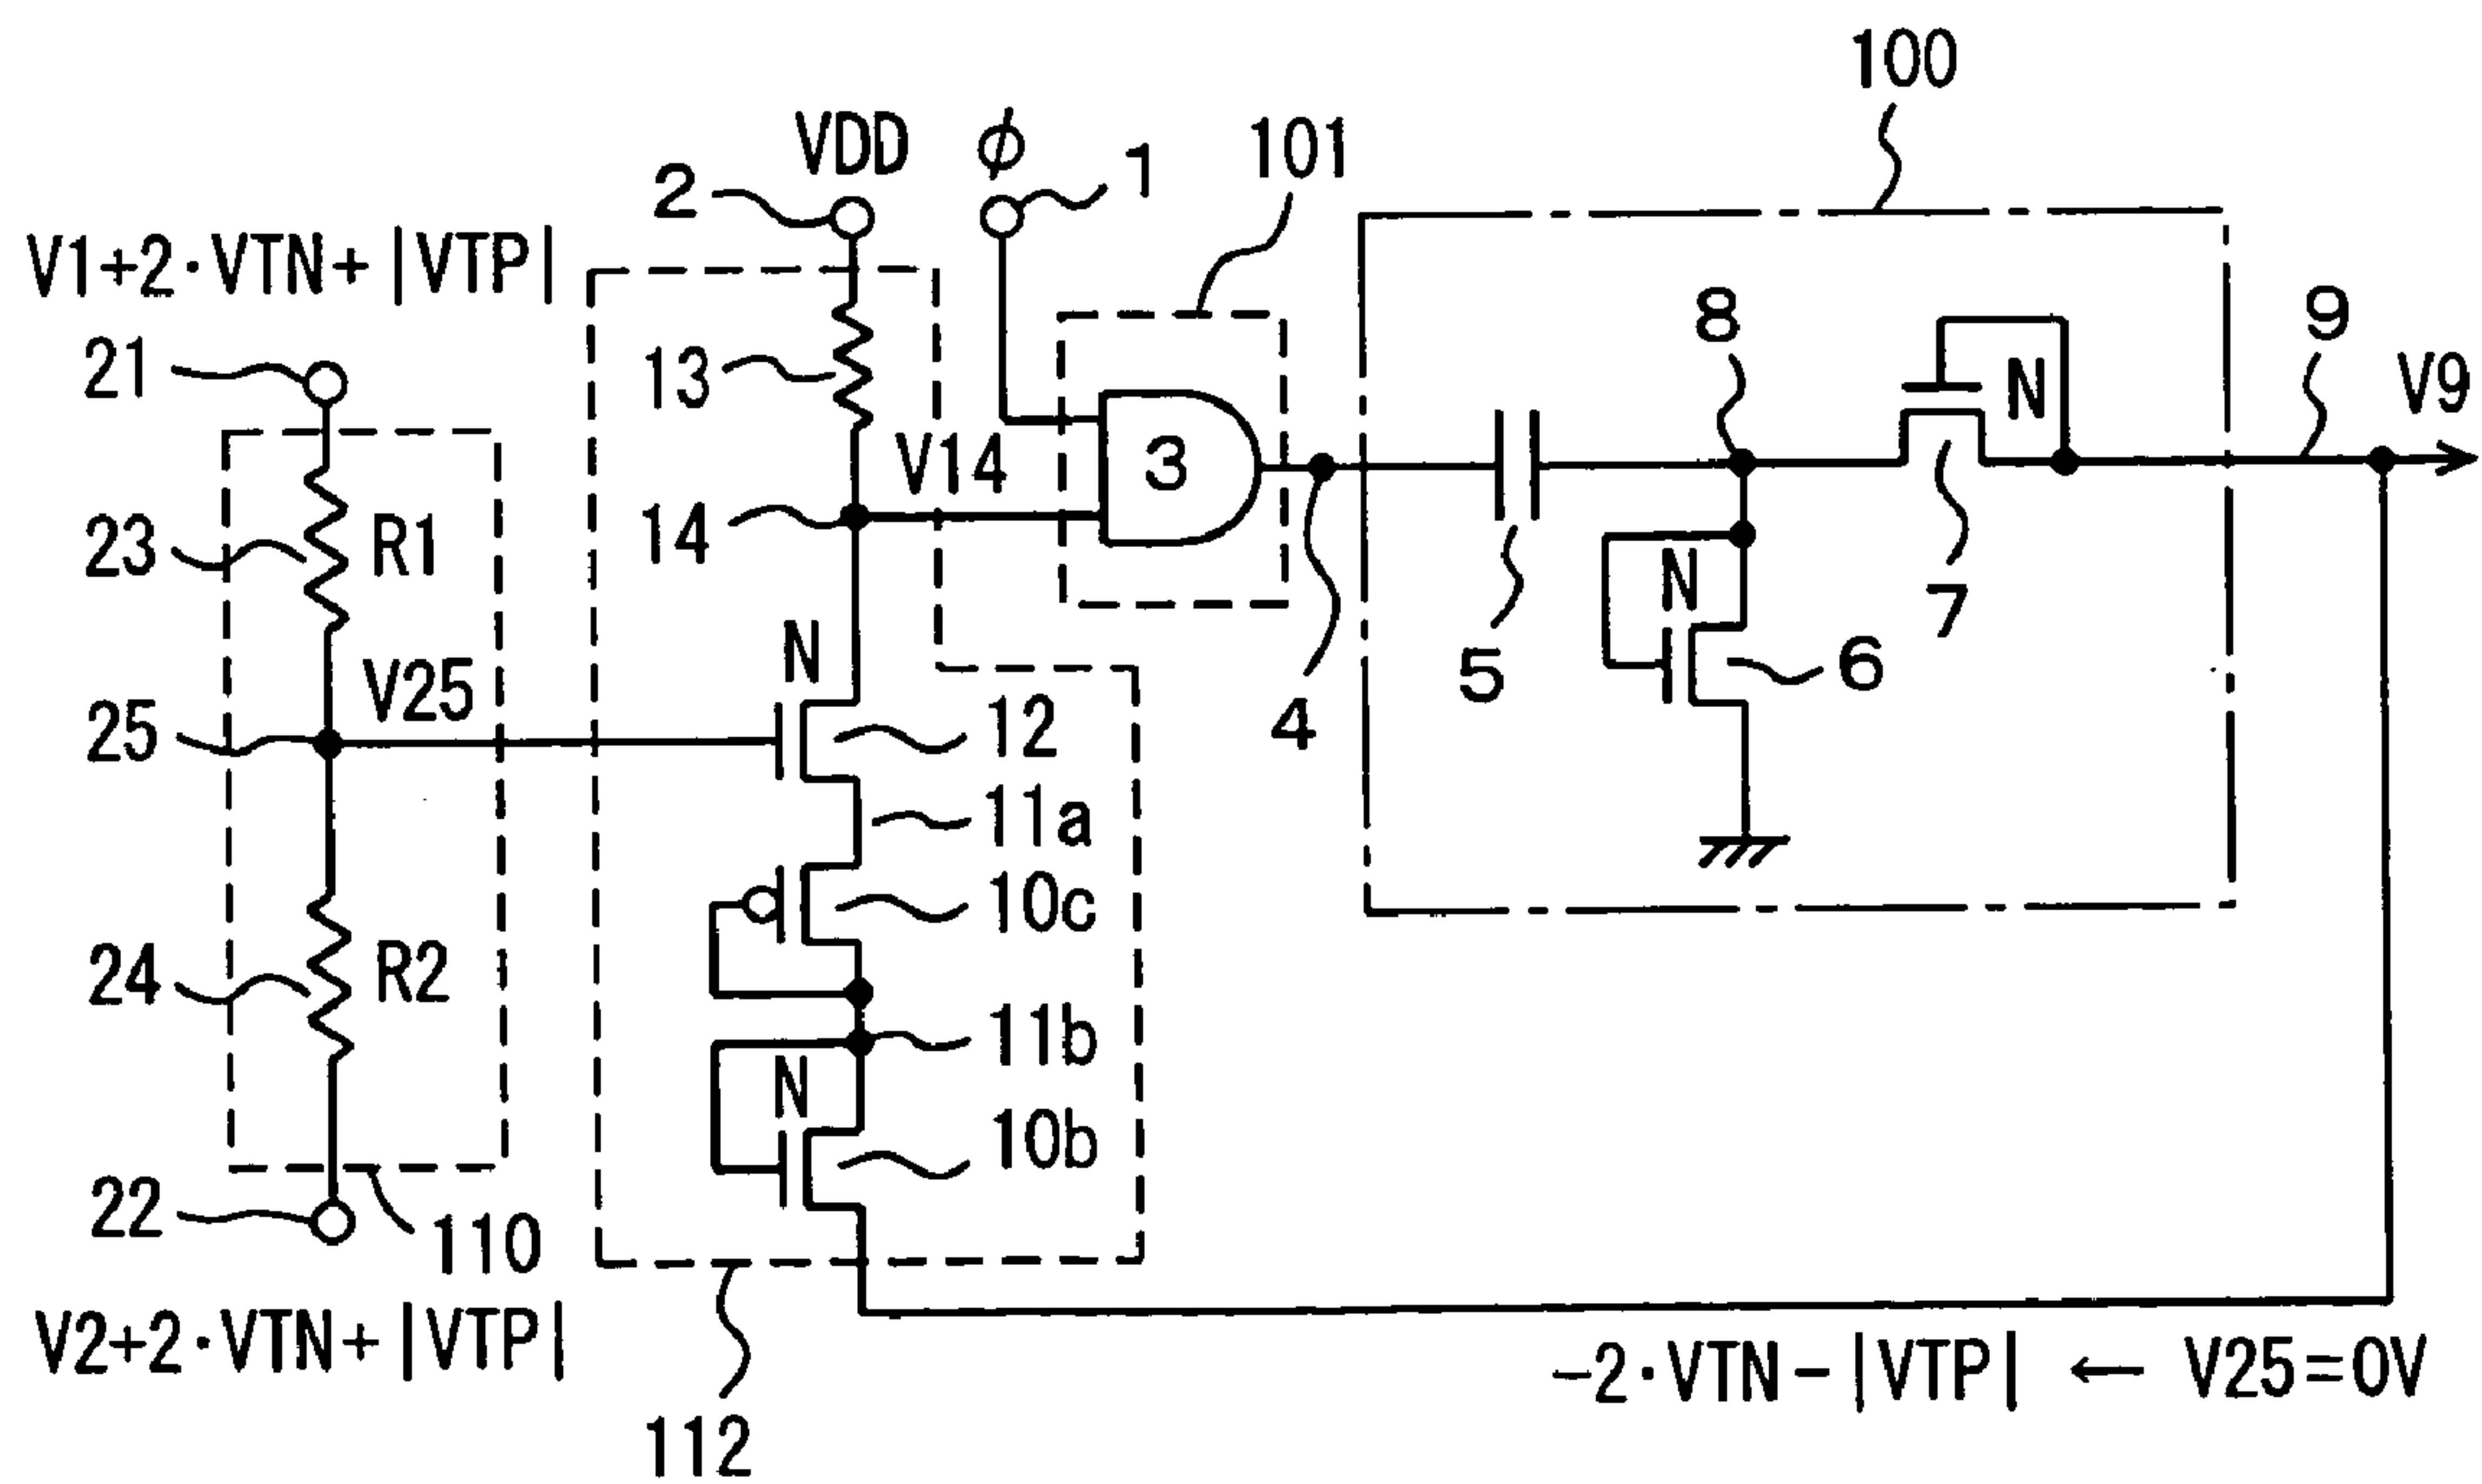 100
VDD
φ
1
101
2
V1+2·VTN+|VTP|
8
9
21
13
N
V9
V14
3
23
R1
14
N
5
7
N
6
V25
25
12
4
11a
10c
24
R2
11b
N
10b
22
110
V2+2·VTN+|VTP|
-2·VTN-|VTP| ← V25=0V
112